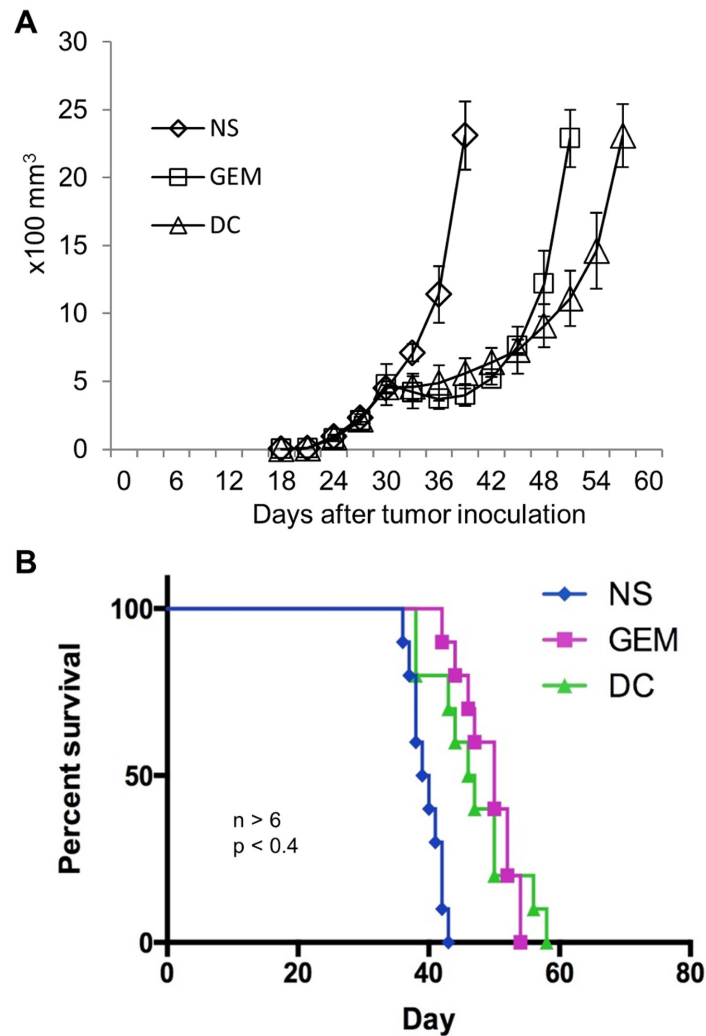 A
30
25
20
15
10
5
0
x100 mm³
NS
GEM
DC
0 6 12 18 24 30 36 42 48 54 60
Days after tumor inoculation
B
NS
GEM
DC
100
50
0
Percent survival
n > 6
p < 0.4
0 20 40 60 80
Day